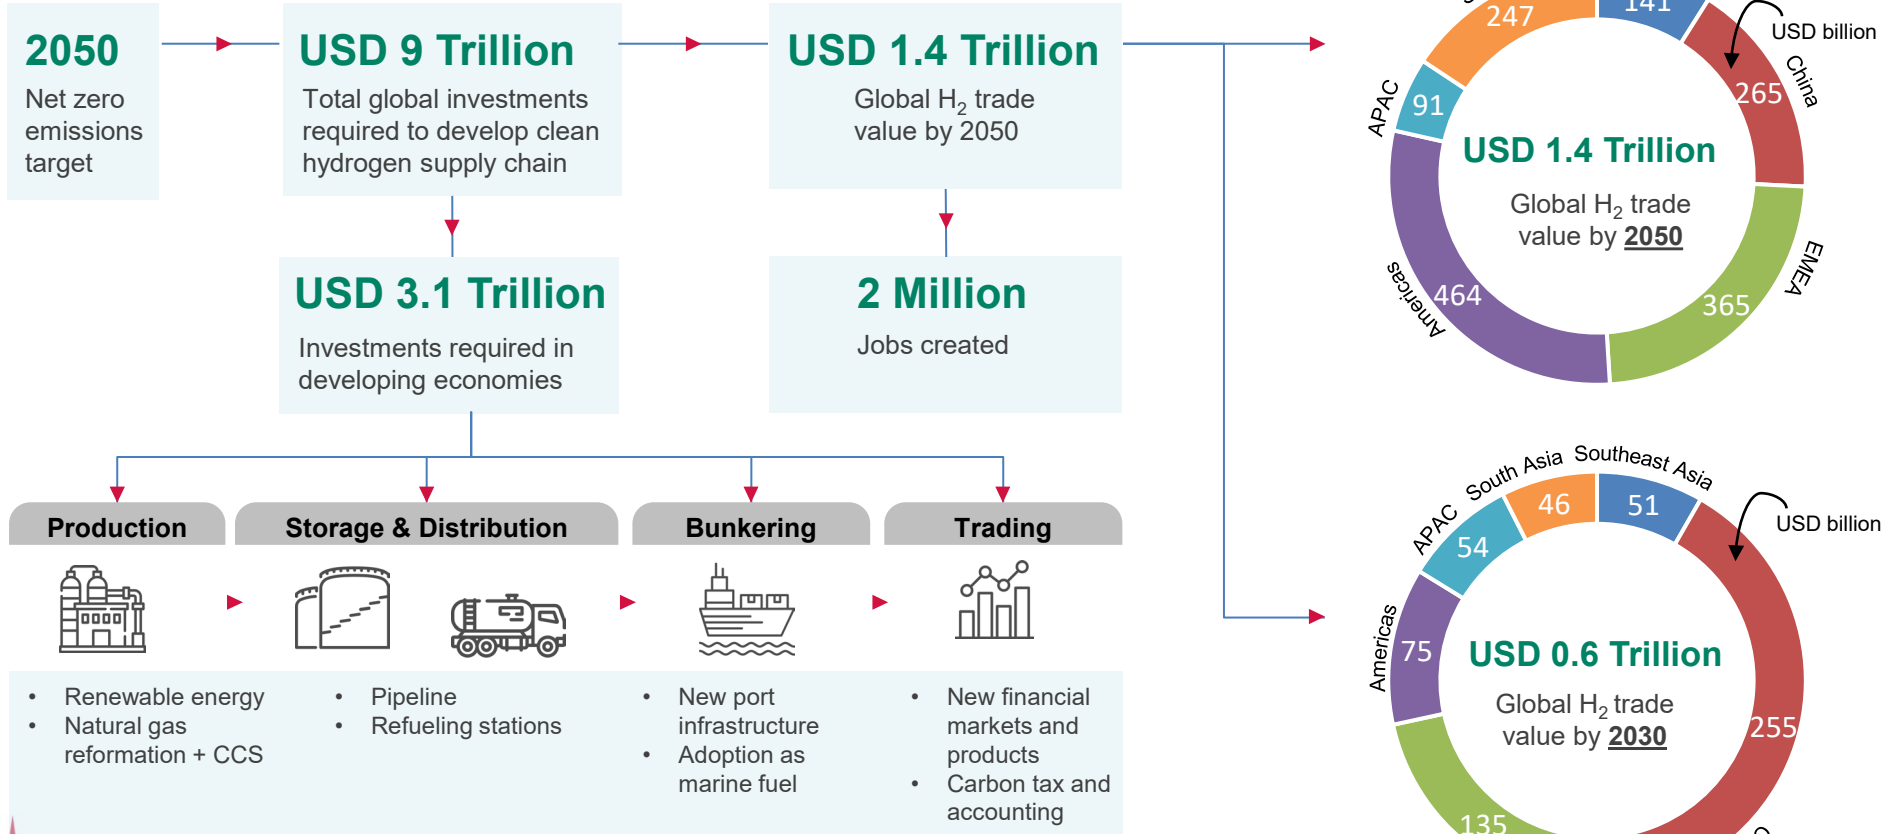 2050
Net zero
emissions
target
USD 9 Trillion
Total global investments
required to develop clean
hydrogen supply chain
USD 1.4 Trillion
Global H2 trade
value by 2050
USD 3.1 Trillion
Investments required in
developing economies
2 Million
Jobs created
Production
Storage & Distribution
Bunkering
Trading
• Renewable energy
• Natural gas
reformation + CCS
• Pipeline
• Refueling stations
• New port
infrastructure
• Adoption as
marine fuel
• New financial
markets and
products
• Carbon tax and
accounting
247
141
USD billion
China
265
APAC
91
USD 1.4 Trillion
Global H2 trade
value by 2050
EMEA
365
Americas
464
South Asia
Southeast Asia
46
51
USD billion
APAC
54
Americas
75
USD 0.6 Trillion
Global H2 trade
value by 2030
255
135